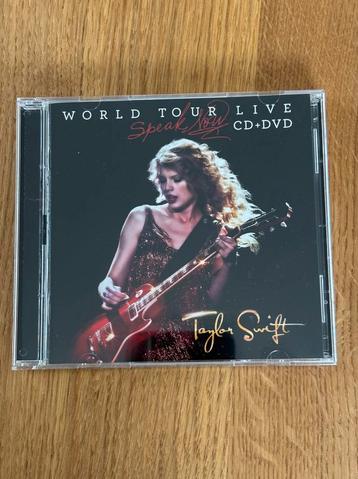 WORLD TOUR LIVE
Speak Now CD+DVD
Taylor Swift